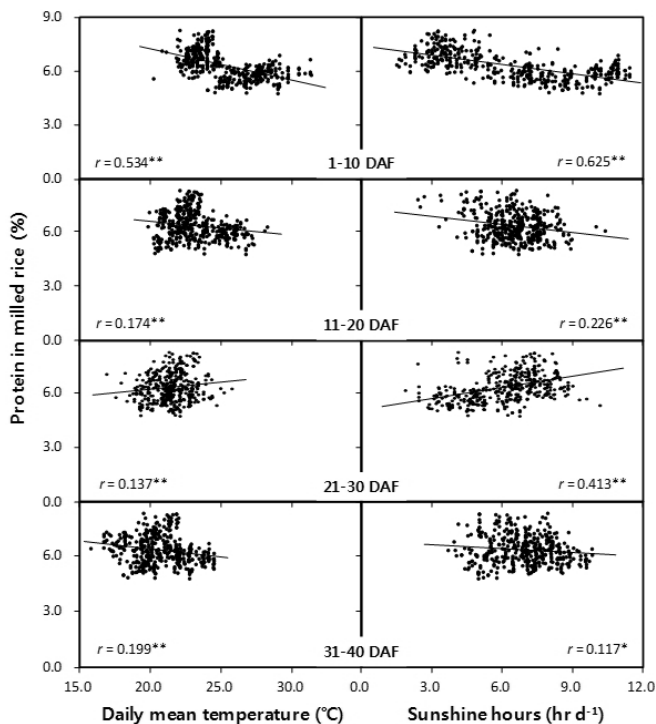 9.0
6.0
3.0
0.0
r = 0.534**
1-10 DAF
r = 0.625**
6.0
3.0
0.0
r = 0.174**
11-20 DAF
r = 0.226**
6.0
3.0
0.0
r = 0.137**
21-30 DAF
r = 0.413**
6.0
3.0
0.0
r = 0.199**
31-40 DAF
r = 0.117*
Protein in milled rice (%)
15.0 20.0 25.0 30.0 0.0 3.0 6.0 9.0 12.0
Daily mean temperature (℃) Sunshine hours (hr d⁻¹)